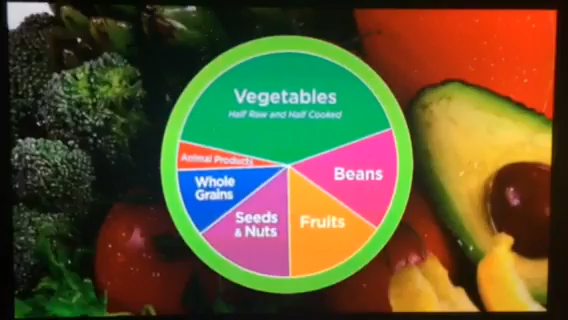 Vegetables
Half Raw and Half Cooked
Animal Products
Whole
Grains
Beans
Seeds
& Nuts
Fruits